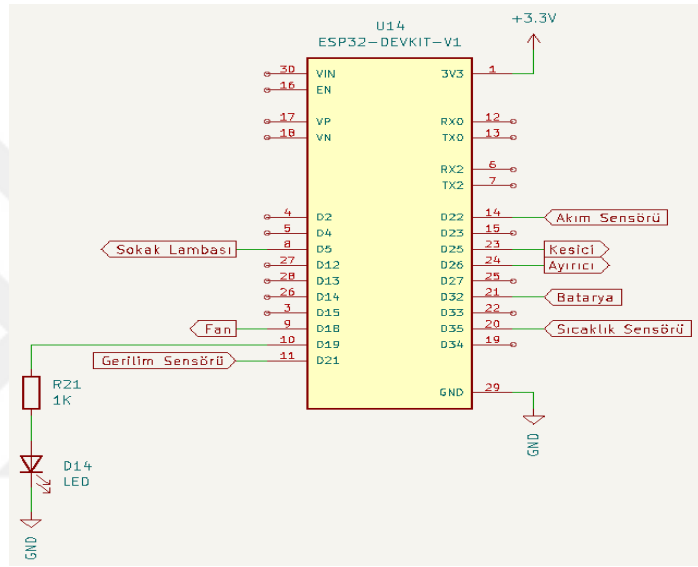 U14
ESP32-DEVKIT-V1
+3.3V
30 VIN 3V3 1
16 EN
17 VP RX0 12
18 VN TX0 13
RX2 6
TX2 7
4 D2 D22 14 Akım Sensörü
5 D4 D23 15
Sokak Lambası 8 D5 D25 23 Kesici
27 D12 D26 24 Ayırıcı
28 D13 D27 25
26 D14 D32 21 Batarya
3 D15 D33 22
Fan 9 D18 D35 20 Sıcaklık Sensörü
10 D19 D34 19
Gerilim Sensörü 11 D21
GND 29
R21
1K
GND
D14
LED
GND